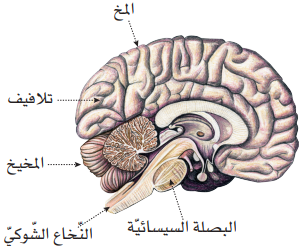 المخ
تلافيف
المخيخ
النّخاع الشّوكيّ
البصلة السيسائيّة